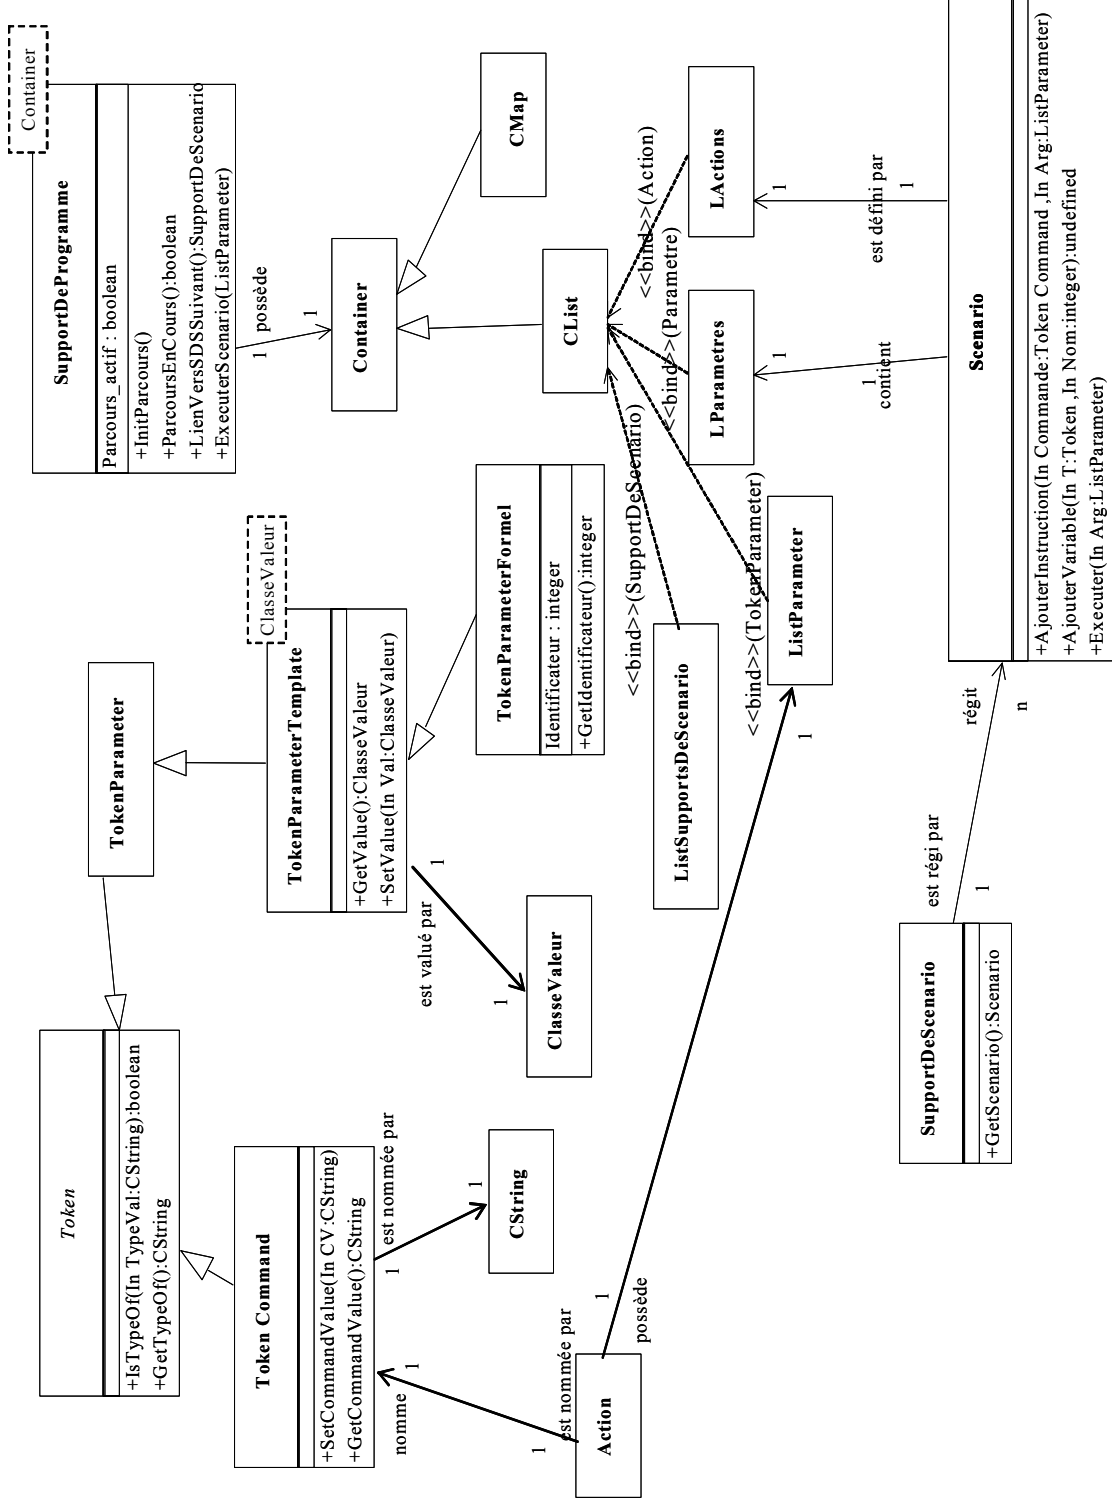 Token
+IsTypeOf(In TypeVal:CString):boolean
+GetTypeOf():CString
TokenParameter
Container
SupportDeProgramme
Parcours_actif : boolean
+InitParcours()
+ParcoursEnCours():boolean
+LienVersSDSSuivant():SupportDeScenario
+ExecuterScenario(ListParameter)
Token Command
+SetCommandValue(In CV:CString)
+GetCommandValue():CString
ClasseValeur
TokenParameterTemplate
+GetValue():ClasseValeur
+SetValue(In Val:ClasseValeur)
1
possède
1
Container
nomme
1
1
est nommée par
1
CString
est valué par
1
1
ClasseValeur
TokenParameterFormel
Identificateur : integer
+GetIdentificateur():integer
CList
CMap
1
est nommée par
Action
1
possède
<<bind>>(SupportDeScenario)
<<bind>>(Parametre)
<<bind>>(Action)
ListSupportsDeScenario
LParametres
LActions
<<bind>>(TokenParameter)
1
ListParameter
1
1
contient
1
est défini par
1
SupportDeScenario
+GetScenario():Scenario
est régi par
1
régit
n
Scenario
+AjouterInstruction(In Commande:Token Command ,In Arg:ListParameter)
+AjouterVariable(In T:Token ,In Nom:integer):undefined
+Executer(In Arg:ListParameter)